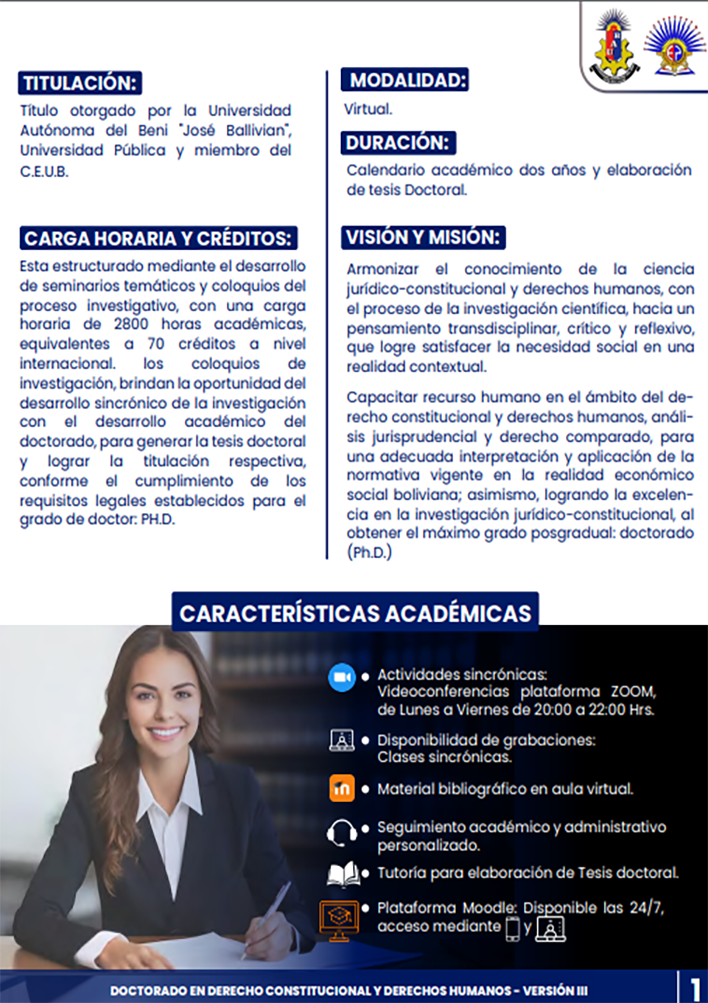 TITULACIÓN:
Título otorgado por la Universidad
Autónoma del Beni "José Ballivian",
Universidad Pública y miembro del
C.E.U.B.
MODALIDAD:
Virtual.
DURACIÓN:
Calendario académico dos años y elaboración
de tesis Doctoral.
CARGA HORARIA Y CRÉDITOS:
Esta estructurado mediante el desarrollo
de seminarios temáticos y coloquios del
proceso investigativo, con una carga
horaria de 2800 horas académicas,
equivalentes a 70 créditos a nivel
internacional. los coloquios de
investigación, brindan la oportunidad del
desarrollo sincrónico de la investigación
con el desarrollo académico del
doctorado, para generar la tesis doctoral
y lograr la titulación respectiva,
conforme el cumplimiento de los
requisitos legales establecidos para el
grado de doctor: PH.D.
VISIÓN Y MISIÓN:
Armonizar el conocimiento de la ciencia
jurídico-constitucional y derechos humanos, con
el proceso de la investigación científica, hacia un
pensamiento transdisciplinar, crítico y reflexivo,
que logre satisfacer la necesidad social en una
realidad contextual.
Capacitar recurso humano en el ámbito del de-
recho constitucional y derechos humanos, análi-
sis jurisprudencial y derecho comparado, para
una adecuada interpretación y aplicación de la
normativa vigente en la realidad económico
social boliviana; asimismo, logrando la excelen-
cia en la investigación jurídico-constitucional, al
obtener el máximo grado posgradual: doctorado
(Ph.D.)
CARACTERÍSTICAS ACADÉMICAS
• Actividades sincrónicas:
Videoconferencias plataforma ZOOM,
de Lunes a Viernes de 20:00 a 22:00 Hrs.
• Disponibilidad de grabaciones:
Clases sincrónicas.
• Material bibliográfico en aula virtual.
• Seguimiento académico y administrativo
personalizado.
• Tutoría para elaboración de Tesis doctoral.
• Plataforma Moodle: Disponible las 24/7,
acceso mediante y
DOCTORADO EN DERECHO CONSTITUCIONAL Y DERECHOS HUMANOS - VERSIÓN III
1